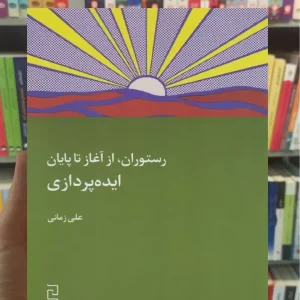 رستوران، از آغاز تا پایان
ایده‌پردازی
علی زمانی